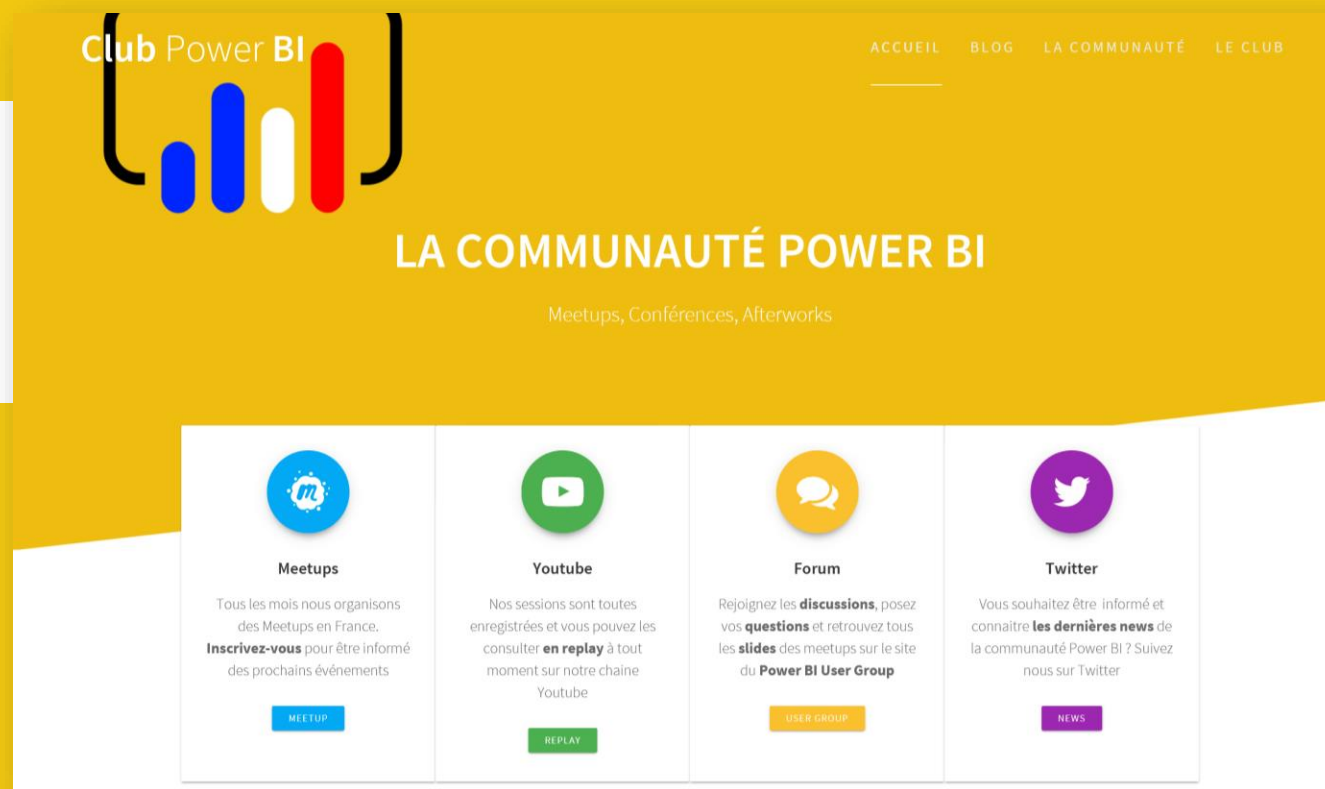 Club Power BI
ACCUEIL BLOG LA COMMUNAUTÉ LE CLUB
LA COMMUNAUTÉ POWER BI
Meetups, Conférences, Afterworks
Meetups
Tous les mois nous organisons
des Meetups en France.
Inscrivez-vous pour être informé
des prochains événements
MEETUP
Youtube
Nos sessions sont toutes
enregistrées et vous pouvez les
consulter en replay à tout
moment sur notre chaine
Youtube
REPLAY
Forum
Rejoignez les discussions, posez
vos questions et retrouvez tous
les slides des meetups sur le site
du Power BI User Group
USER GROUP
Twitter
Vous souhaitez être informé et
connaitre les dernières news de
la communauté Power BI ? Suivez
nous sur Twitter
NEWS